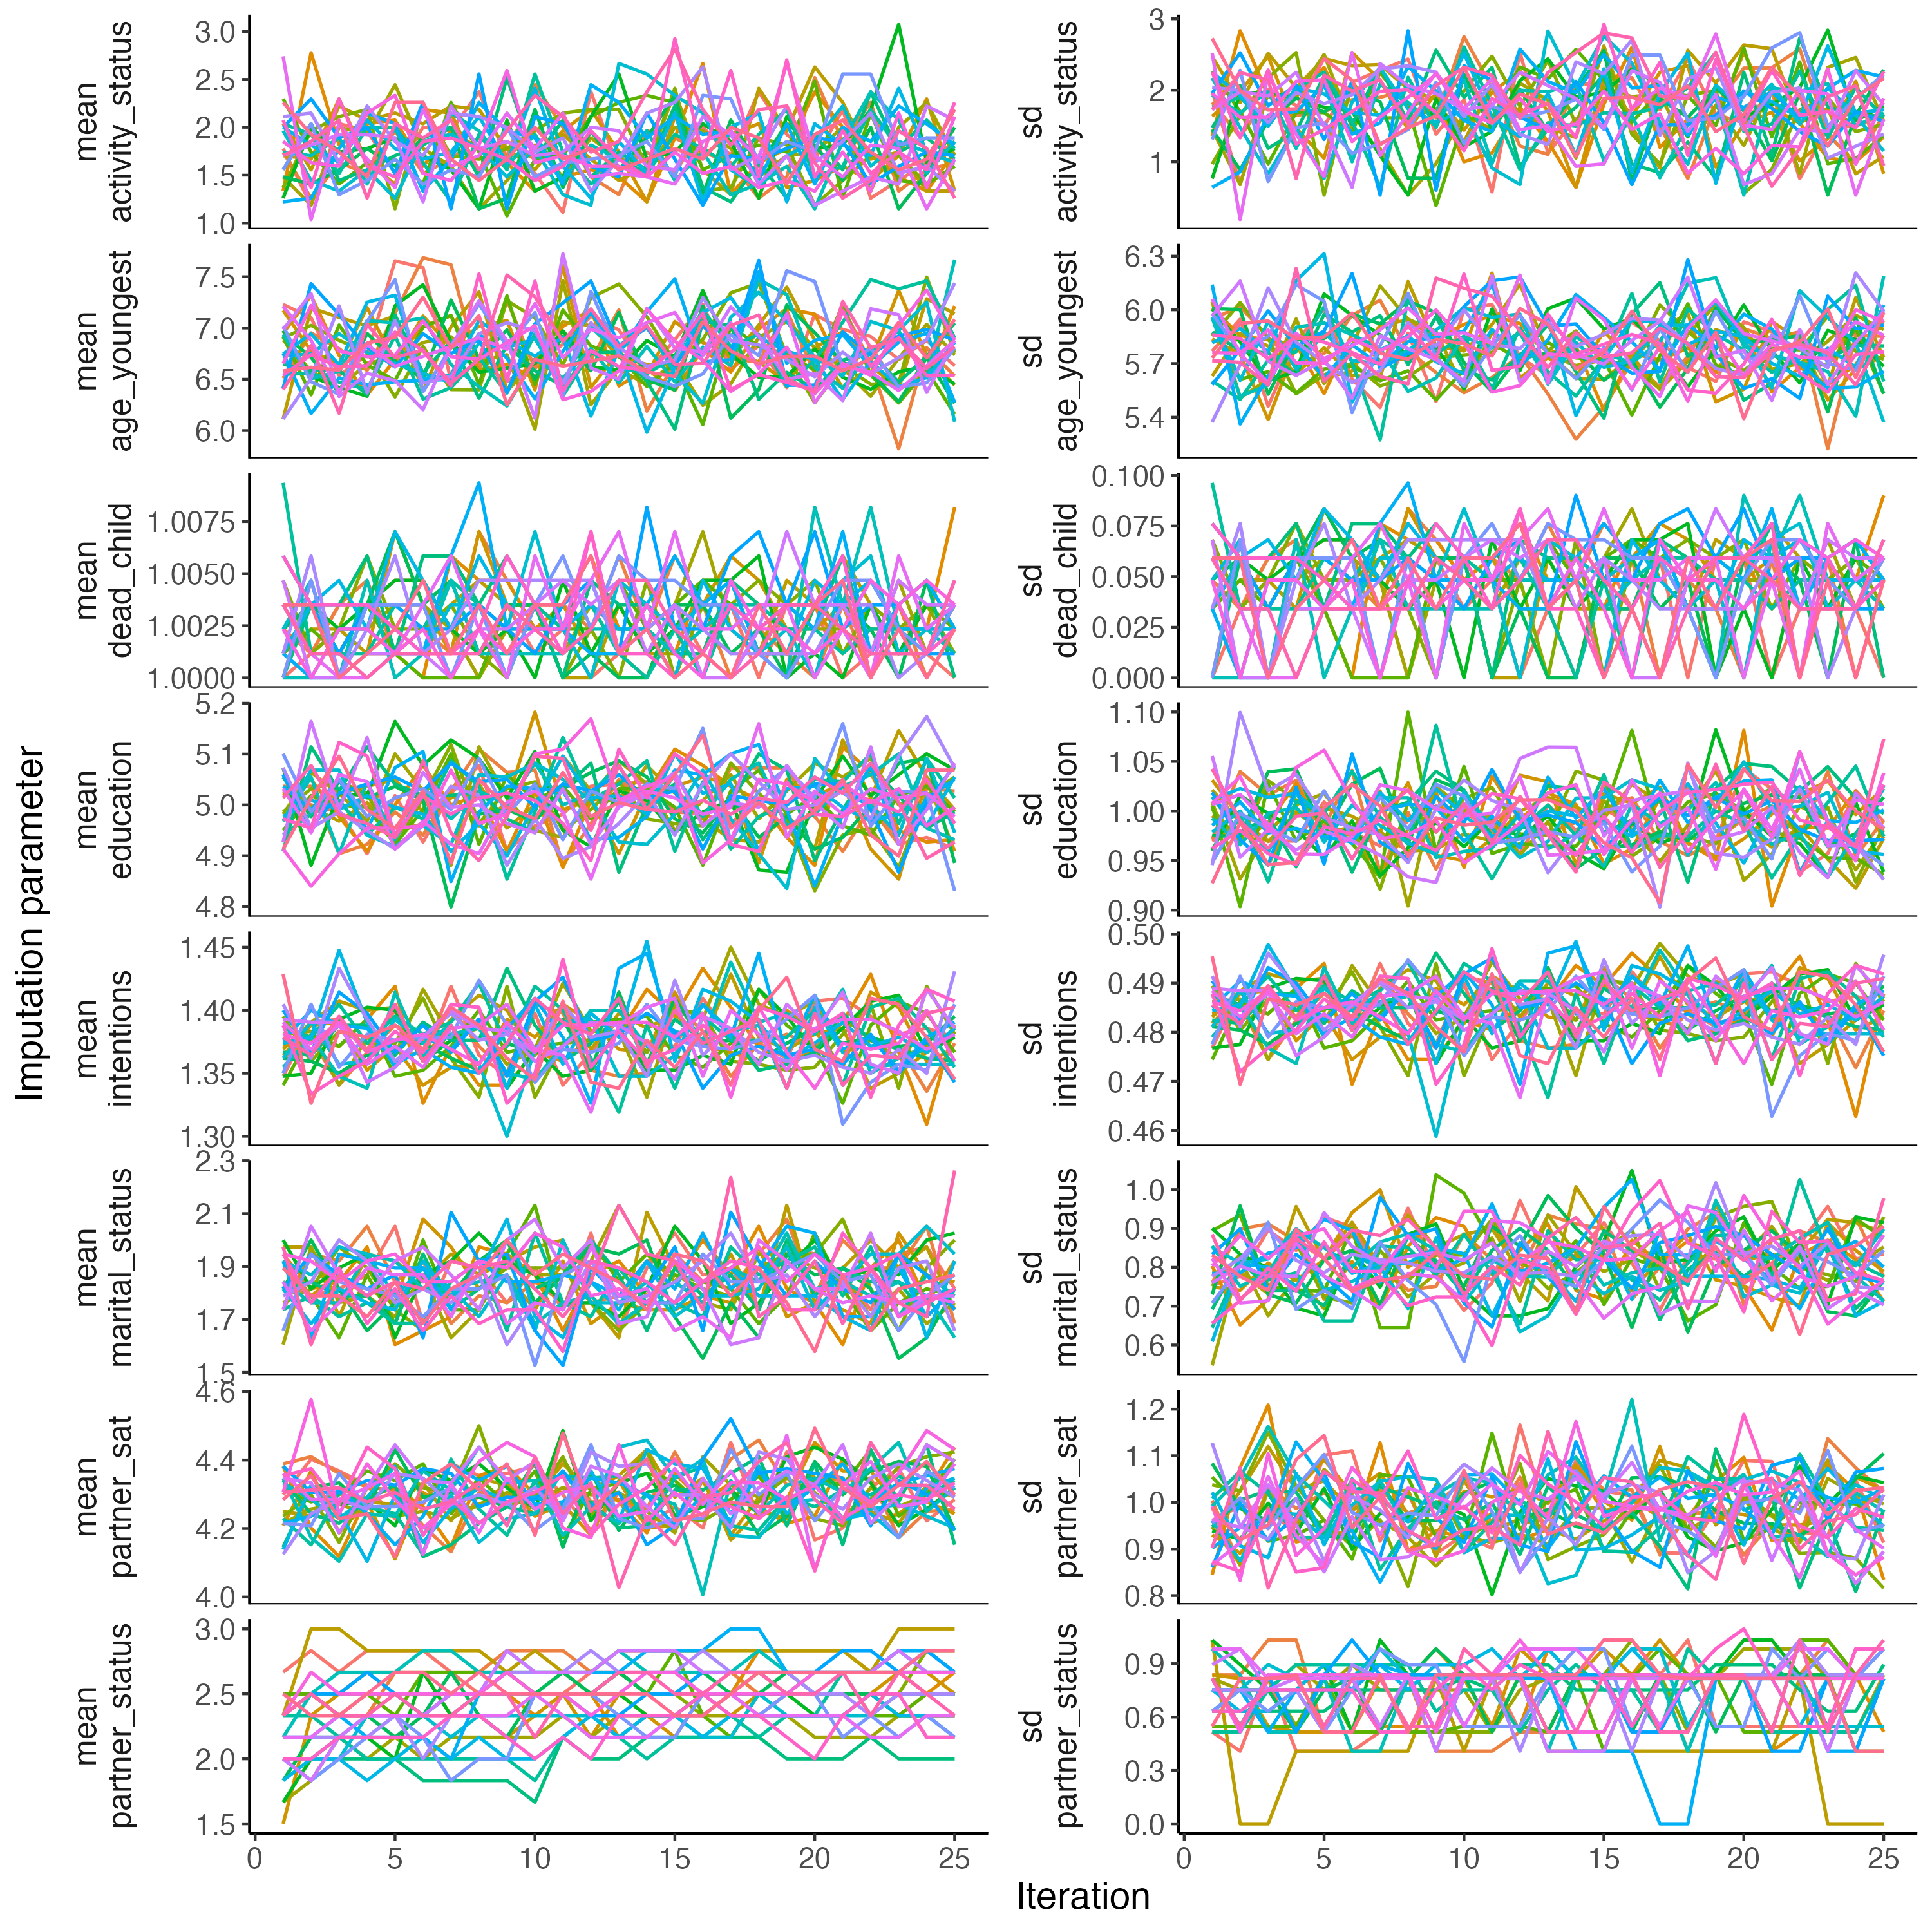 Imputation parameter
mean
activity_status
3.0
2.5
2.0
1.5
1.0
sd
activity_status
3
2
1
mean
age_youngest
7.5
7.0
6.5
6.0
sd
age_youngest
6.3
6.0
5.7
5.4
mean
dead_child
1.0075
1.0050
1.0025
1.0000
sd
dead_child
0.100
0.075
0.050
0.025
0.000
mean
education
5.2
5.1
5.0
4.9
4.8
sd
education
1.10
1.05
1.00
0.95
0.90
mean
intentions
1.45
1.40
1.35
1.30
sd
intentions
0.50
0.49
0.48
0.47
0.46
mean
marital_status
2.3
2.1
1.9
1.7
1.5
sd
marital_status
1.0
0.9
0.8
0.7
0.6
mean
partner_sat
4.6
4.4
4.2
4.0
sd
partner_sat
1.2
1.1
1.0
0.9
0.8
mean
partner_status
3.0
2.5
2.0
1.5
sd
partner_status
0.9
0.6
0.3
0.0
0 5 10 15 20 25
0 5 10 15 20 25
Iteration